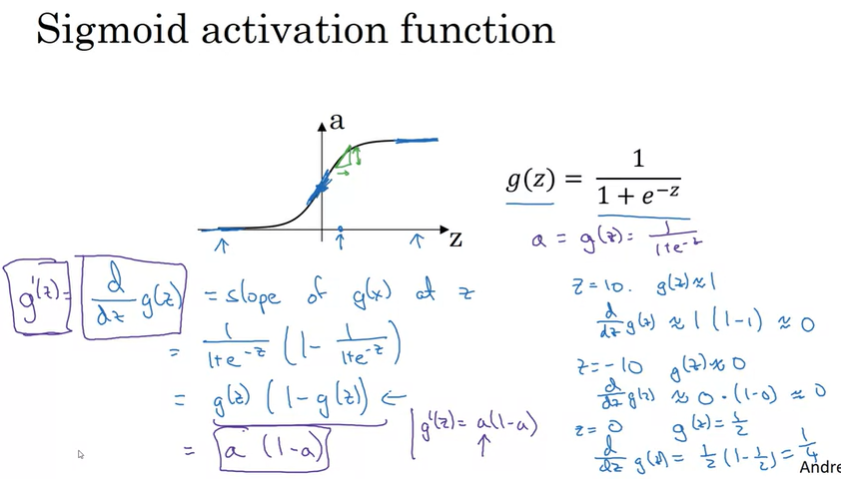 Sigmoid activation function
a
z
g(z) = 1 / (1 + e^{-z})
a = g(z) = 1 / (1+e^{-z})
g'(z) = d/dz g(z) = slope of g(x) at z
= 1/(1+e^{-z}) (1 - 1/(1+e^{-z}))
= g(z) (1 - g(z)) ←
= a (1-a)
g'(z) = a(1-a)
z = 10. g(z) ≈ 1
d/dz g(z) ≈ 1 (1-1) ≈ 0
z = -10 g(z) ≈ 0
d/dz g(z) ≈ 0 · (1-0) ≈ 0
z = 0 g(z) = 1/2
d/dz g(z) = 1/2 (1 - 1/2) = 1/4
Andre